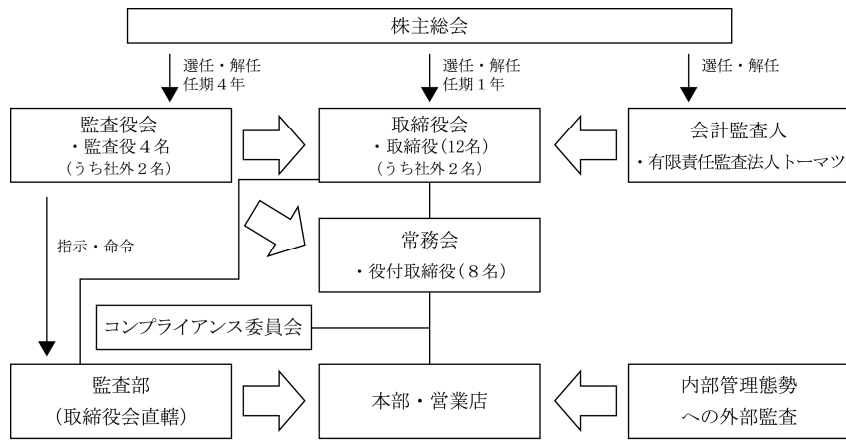 株主総会
選任・解任
任期４年
選任・解任
任期１年
選任・解任
監査役会
・監査役４名
(うち社外２名)
取締役会
・取締役(12名)
(うち社外２名)
会計監査人
・有限責任監査法人トーマツ
指示・命令
常務会
・役付取締役(８名)
コンプライアンス委員会
監査部
(取締役会直轄)
本部・営業店
内部管理態勢
への外部監査